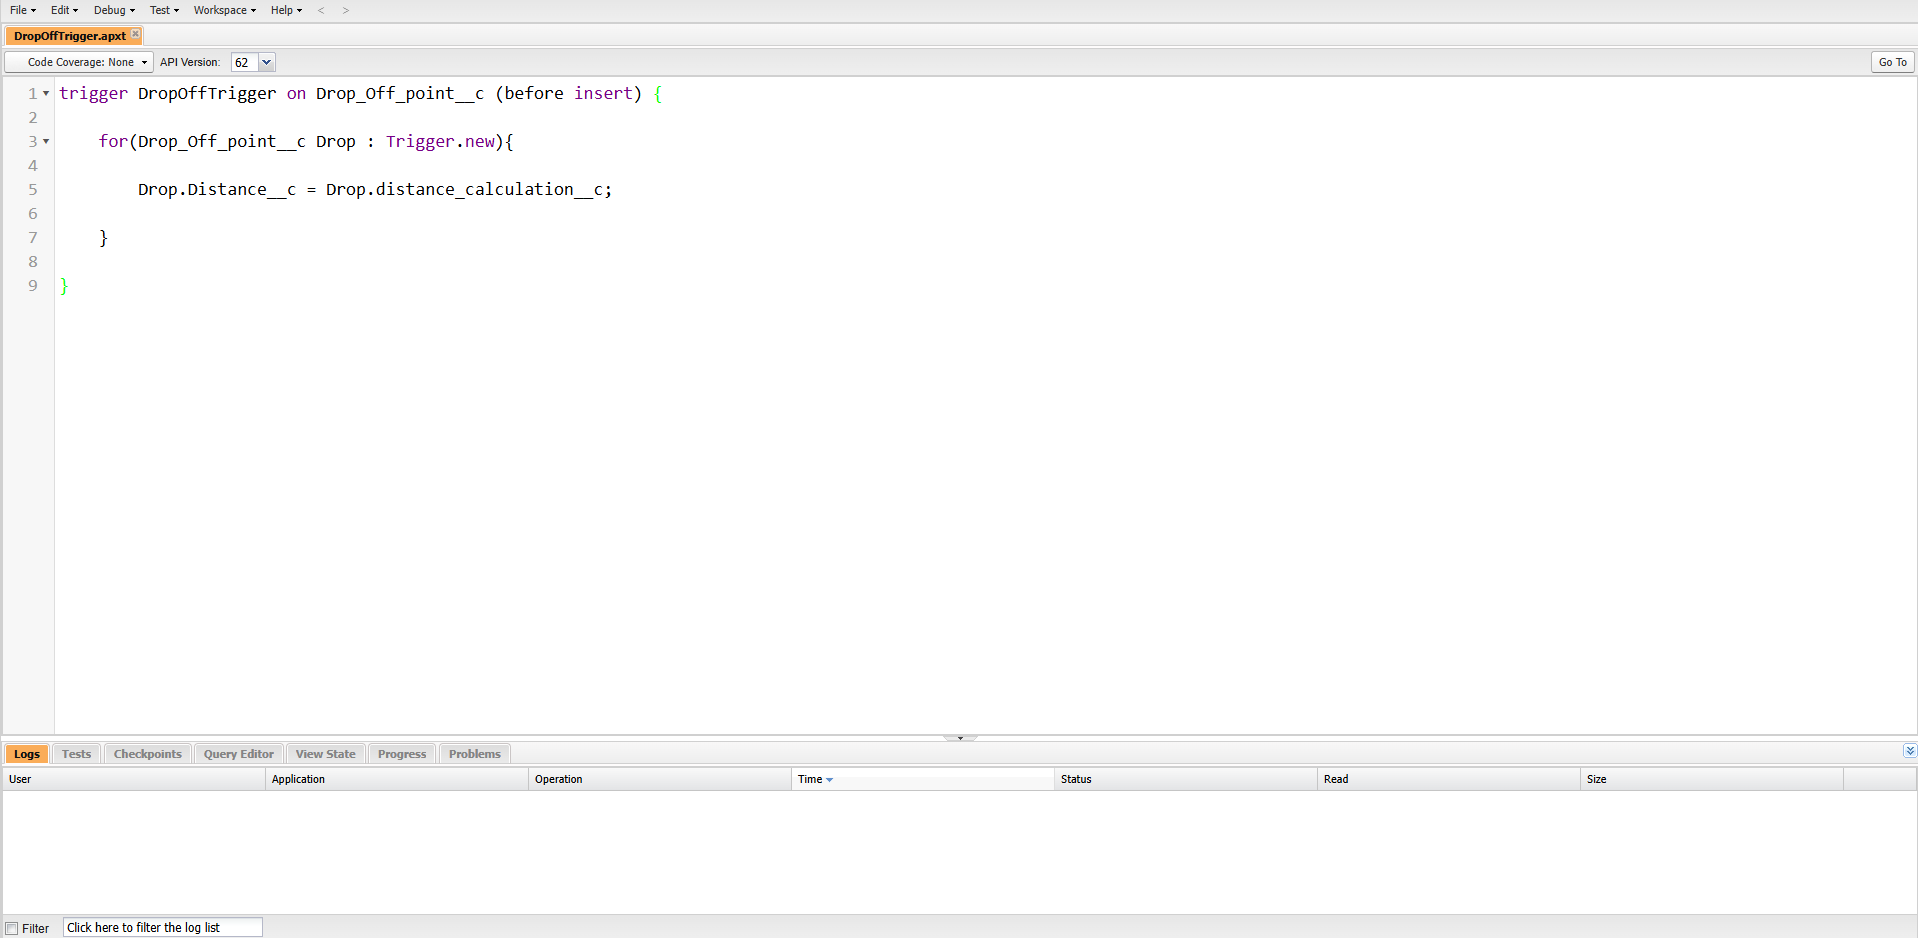 File Edit Debug Test Workspace Help < >
DropOffTrigger.apxt
Code Coverage: None API Version: 62 Go To
1 trigger DropOffTrigger on Drop_Off_point__c (before insert) {
2
3 for(Drop_Off_point__c Drop : Trigger.new){
4
5 Drop.Distance__c = Drop.distance_calculation__c;
6
7 }
8
9 }
Logs Tests Checkpoints Query Editor View State Progress Problems
User Application Operation Time Status Read Size
Filter Click here to filter the log list